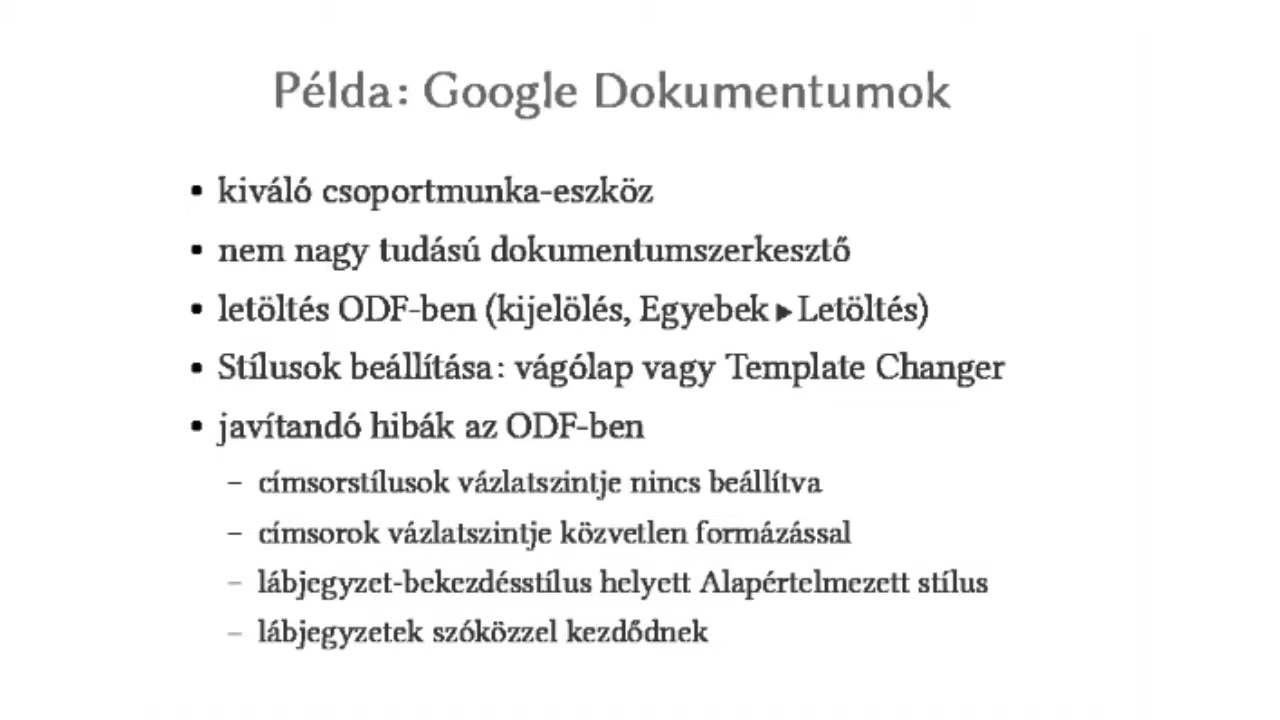 Példa: Google Dokumentumok
• kiváló csoportmunka-eszköz
• nem nagy tudású dokumentumszerkesztő
• letöltés ODF-ben (kijelölés, Egyebek ▸ Letöltés)
• Stílusok beállítása: vágólap vagy Template Changer
• javítandó hibák az ODF-ben
– címsorstílusok vázlatszintje nincs beállítva
– címsorok vázlatszintje közvetlen formázással
– lábjegyzet-bekezdésstílus helyett Alapértelmezett stílus
– lábjegyzetek szóközzel kezdődnek